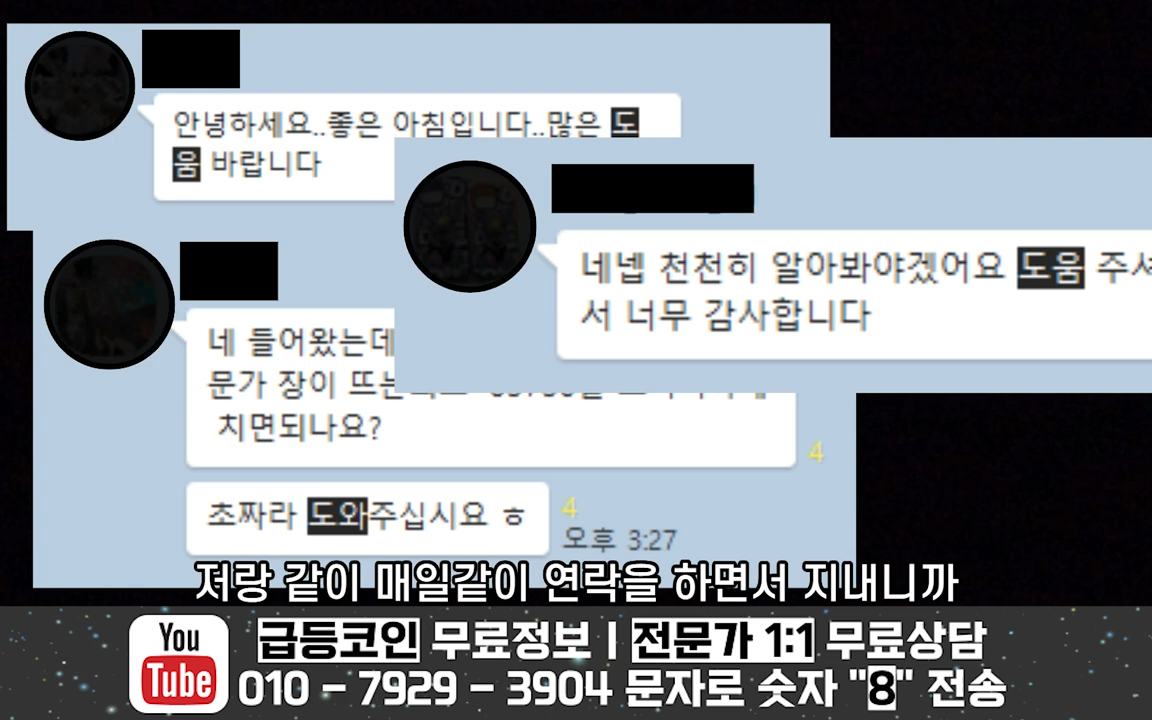 안녕하세요..좋은 아침입니다..많은 도
움 바랍니다
네넵 천천히 알아봐야겠어요 도움 주셔
서 너무 감사합니다
네 들어왔는데
문가 장이 뜨는
치면되나요?
4
초짜라 도와주십시요 ㅎ
4
오후 3:27
저랑 같이 매일같이 연락을 하면서 지내니까
You
Tube
급등코인 무료정보 | 전문가 1:1 무료상담
010 - 7929 - 3904 문자로 숫자 "8" 전송